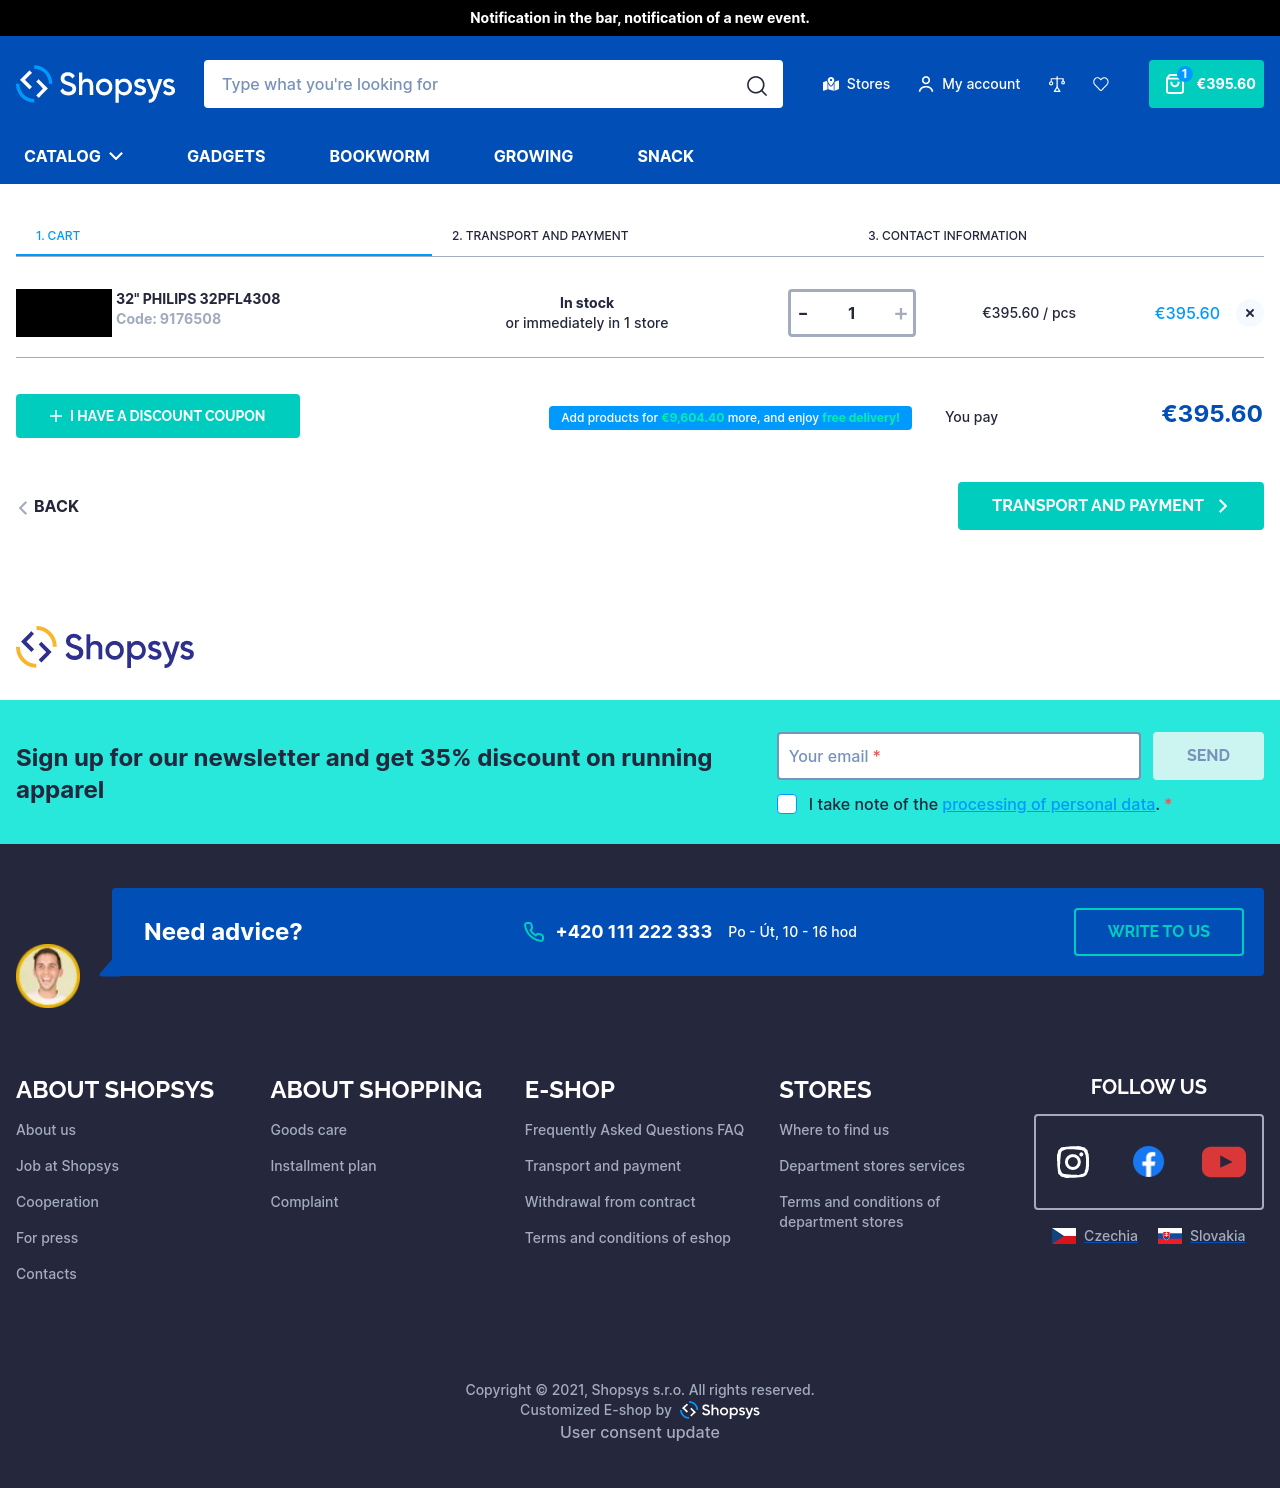 Notification in the bar, notification of a new event.
Shopsys
Type what you're looking for
Stores
My account
1
€395.60
CATALOG
GADGETS
BOOKWORM
GROWING
SNACK
1. CART
2. TRANSPORT AND PAYMENT
3. CONTACT INFORMATION
32" PHILIPS 32PFL4308
Code: 9176508
In stock
or immediately in 1 store
- 1 +
€395.60 / pcs
€395.60
I HAVE A DISCOUNT COUPON
Add products for €9,604.40 more, and enjoy free delivery!
You pay
€395.60
BACK
TRANSPORT AND PAYMENT
Shopsys
Sign up for our newsletter and get 35% discount on running
apparel
Your email *
SEND
I take note of the processing of personal data. *
Need advice?
+420 111 222 333
Po - Út, 10 - 16 hod
WRITE TO US
ABOUT SHOPSYS
About us
Job at Shopsys
Cooperation
For press
Contacts
ABOUT SHOPPING
Goods care
Installment plan
Complaint
E-SHOP
Frequently Asked Questions FAQ
Transport and payment
Withdrawal from contract
Terms and conditions of eshop
STORES
Where to find us
Department stores services
Terms and conditions of
department stores
FOLLOW US
Czechia
Slovakia
Copyright © 2021, Shopsys s.r.o. All rights reserved.
Customized E-shop by Shopsys
User consent update